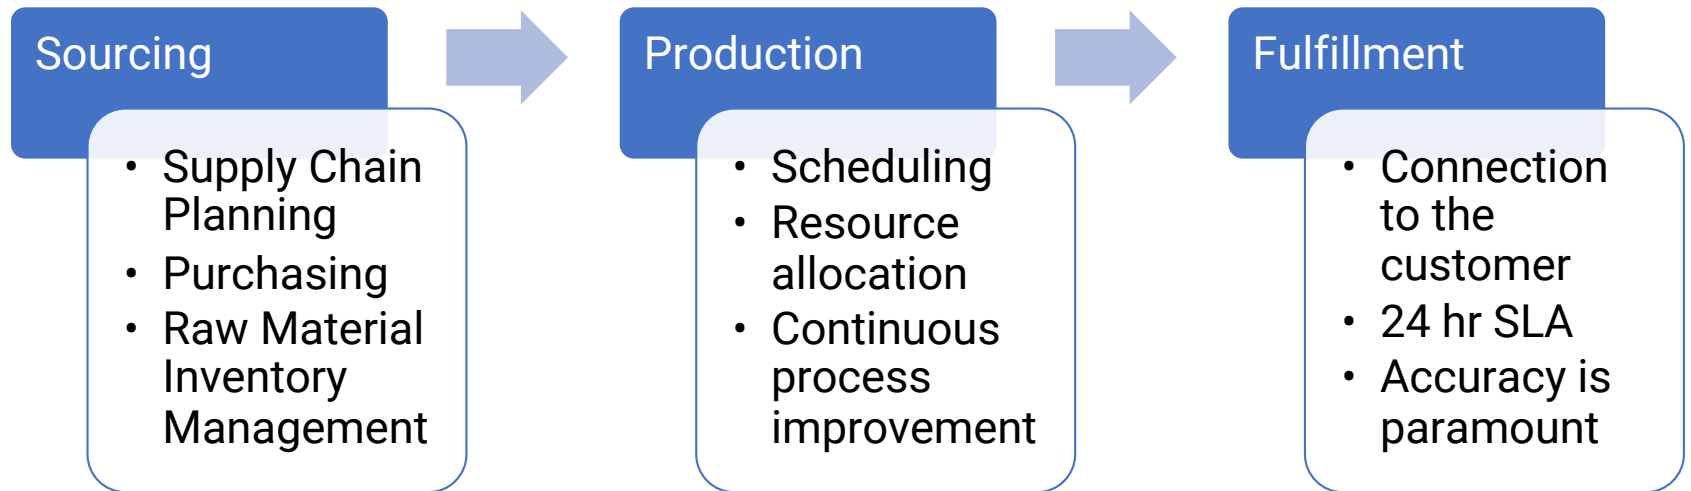 Sourcing
• Supply Chain
Planning
• Purchasing
• Raw Material
Inventory
Management
Production
• Scheduling
• Resource
allocation
• Continuous
process
improvement
Fulfillment
• Connection
to the
customer
• 24 hr SLA
• Accuracy is
paramount